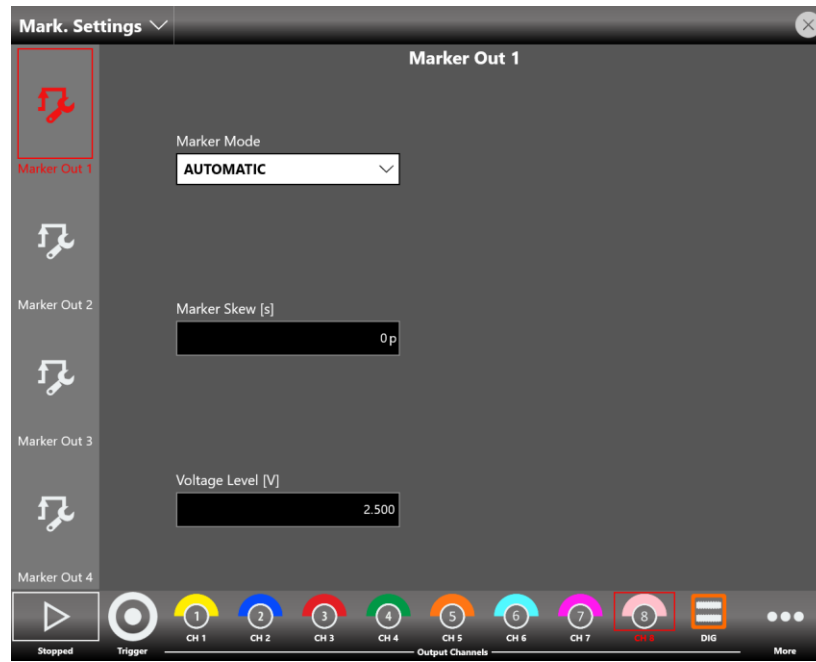 Mark. Settings
Marker Out 1
Marker Out 1
Marker Mode
AUTOMATIC
Marker Out 2
Marker Skew [s]
0 p
Marker Out 3
Voltage Level [V]
2.500
Marker Out 4
1 2 3 4 5 6 7 8
CH 1 CH 2 CH 3 CH 4 CH 5 CH 6 CH 7 CH 8 DIG
Stopped Trigger Output Channels More